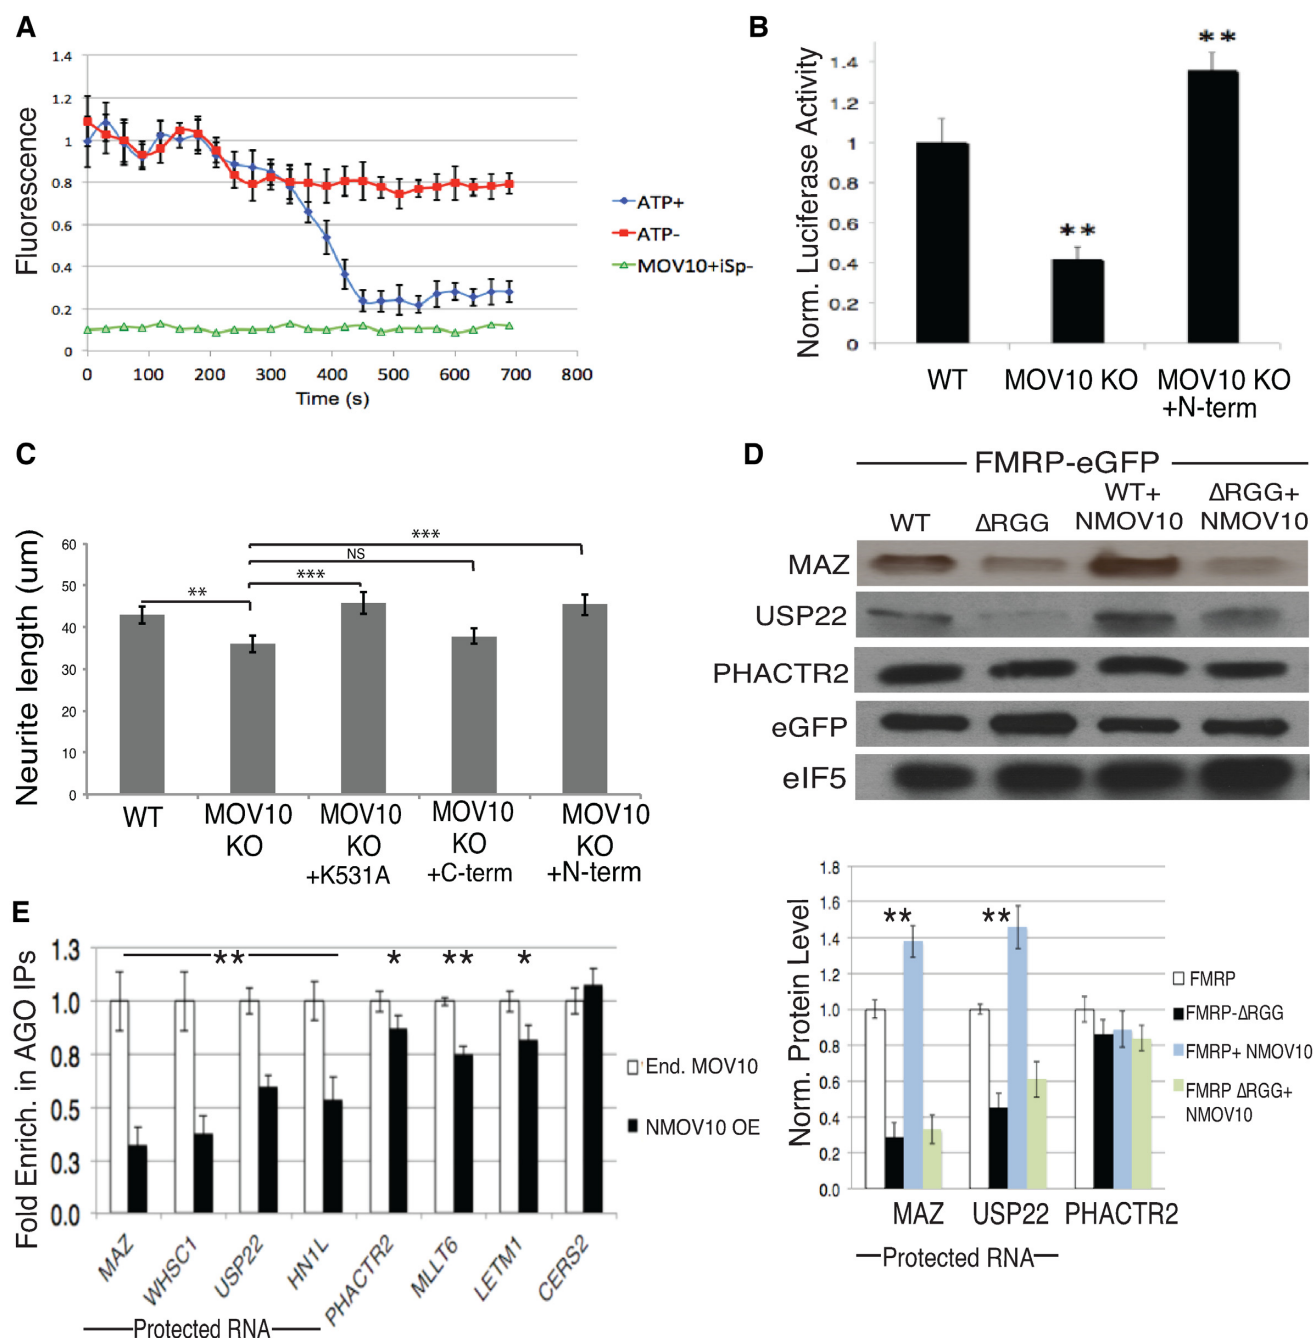 A
Fluorescence
1.4
1.2
1
0.8
0.6
0.4
0.2
0
0 100 200 300 400 500 600 700 800
Time (s)
ATP+
ATP-
MOV10+iSp-
B
Norm. Luciferase Activity
1.4
1.2
1
0.8
0.6
0.4
0.2
0
**
**
WT
MOV10 KO
MOV10 KO
+N-term
C
Neurite length (um)
60
50
40
30
20
10
0
**
***
NS
***
WT
MOV10
KO
MOV10
KO
+K531A
MOV10
KO
+C-term
MOV10
KO
+N-term
D
FMRP-eGFP
WT
ΔRGG
WT+
NMOV10
ΔRGG+
NMOV10
MAZ
USP22
PHACTR2
eGFP
eIF5
Norm. Protein Level
1.8
1.6
1.4
1.2
1.0
0.8
0.6
0.4
0.2
0.0
**
**
MAZ
USP22
PHACTR2
Protected RNA
FMRP
FMRP-ΔRGG
FMRP+ NMOV10
FMRP ΔRGG+
NMOV10
E
Fold Enrich. in AGO IPs
1.3
1.0
0.8
0.5
0.3
0.0
**
*
**
*
MAZ
WHSC1
USP22
HN1L
PHACTR2
MLLT6
LETM1
CERS2
Protected RNA
End. MOV10
NMOV10 OE